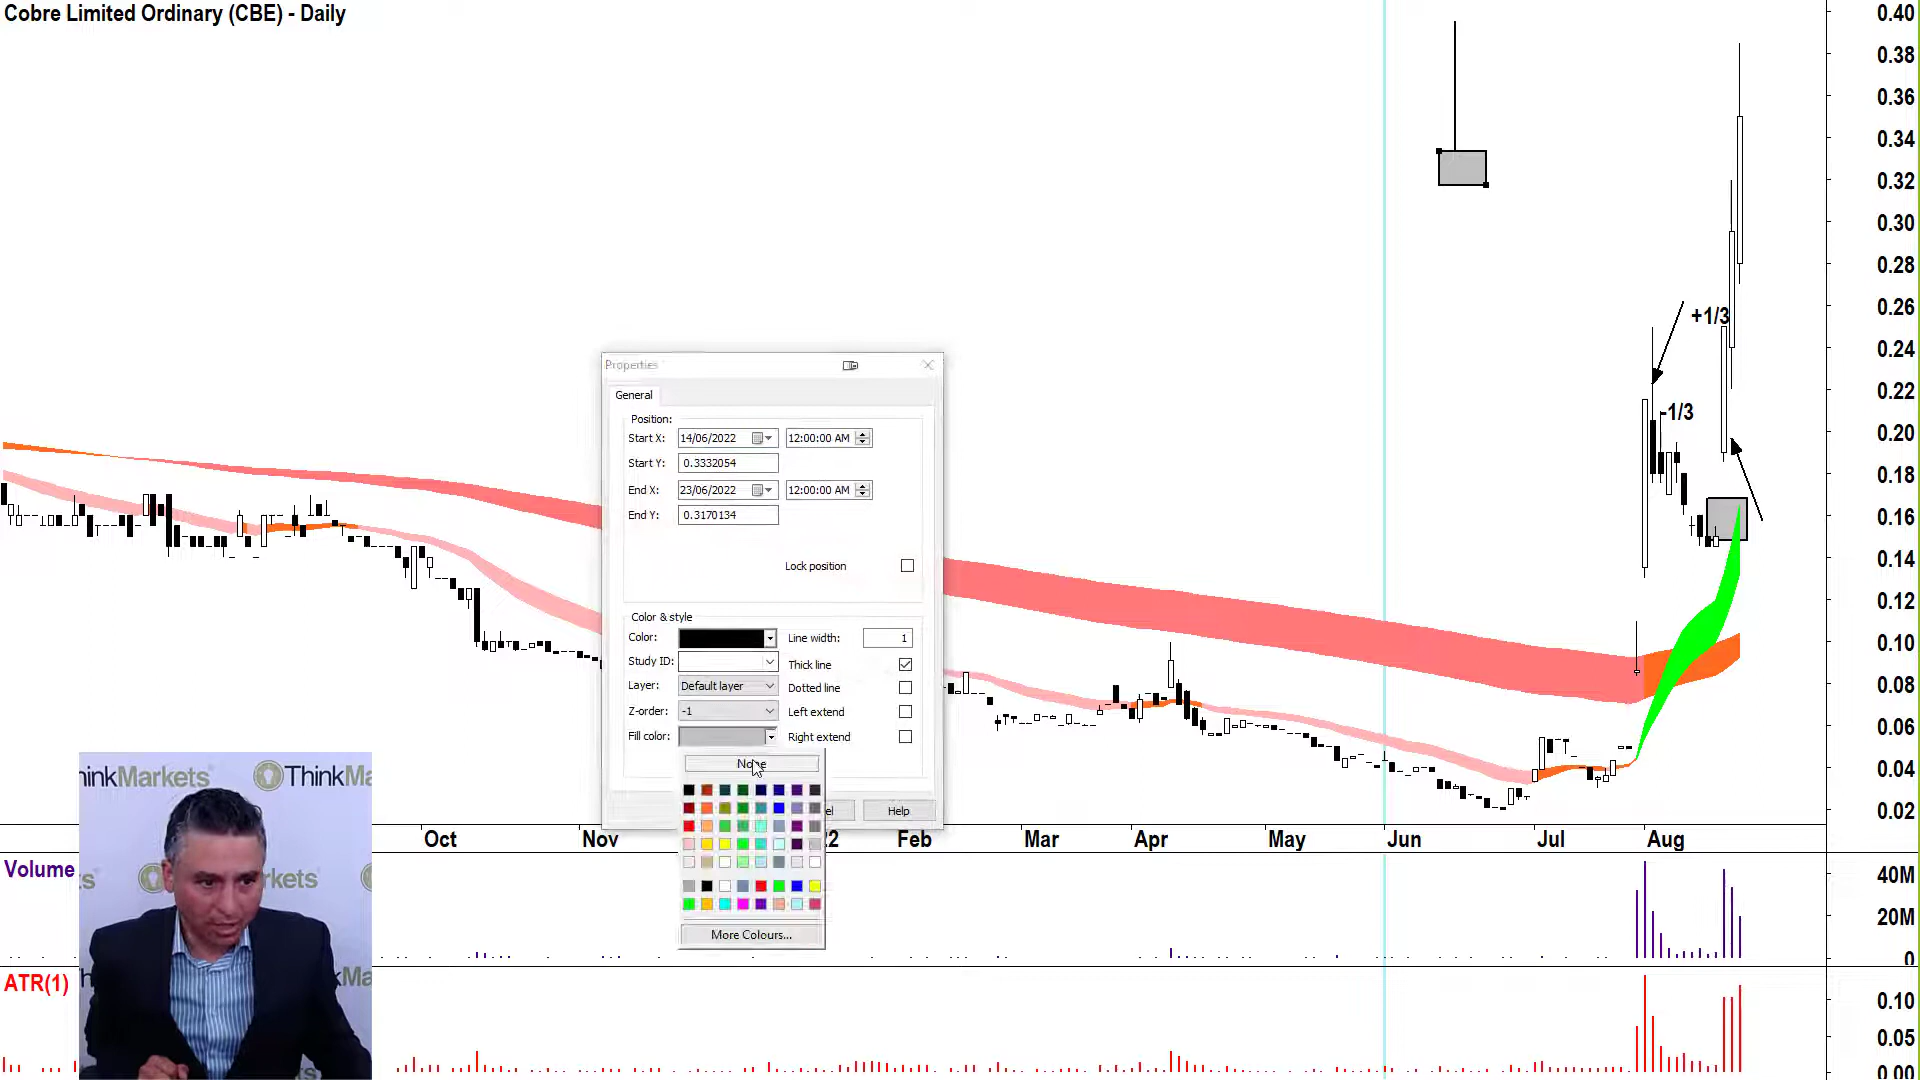 Cobre Limited Ordinary (CBE) - Daily
0.40
0.38
0.36
0.34
0.32
0.30
0.28
0.26
0.24
0.22
0.20
0.18
0.16
0.14
0.12
0.10
0.08
0.06
0.04
0.02
+1/3
-1/3
Properties
General
Position:
Start X: 14/06/2022 12:00:00 AM
Start Y: 0.3332054
End X: 23/06/2022 12:00:00 AM
End Y: 0.3170134
Lock position
Color & style
Color: Line width: 1
Study ID: Thick line
Layer: Default layer Dotted line
Z-order: -1 Left extend
Fill color: Right extend
None
Help
More Colours...
Oct Nov Feb Mar Apr May Jun Jul Aug
Volume
40M
20M
0
ATR(1)
0.10
0.05
0.00
inkMarkets
ThinkM